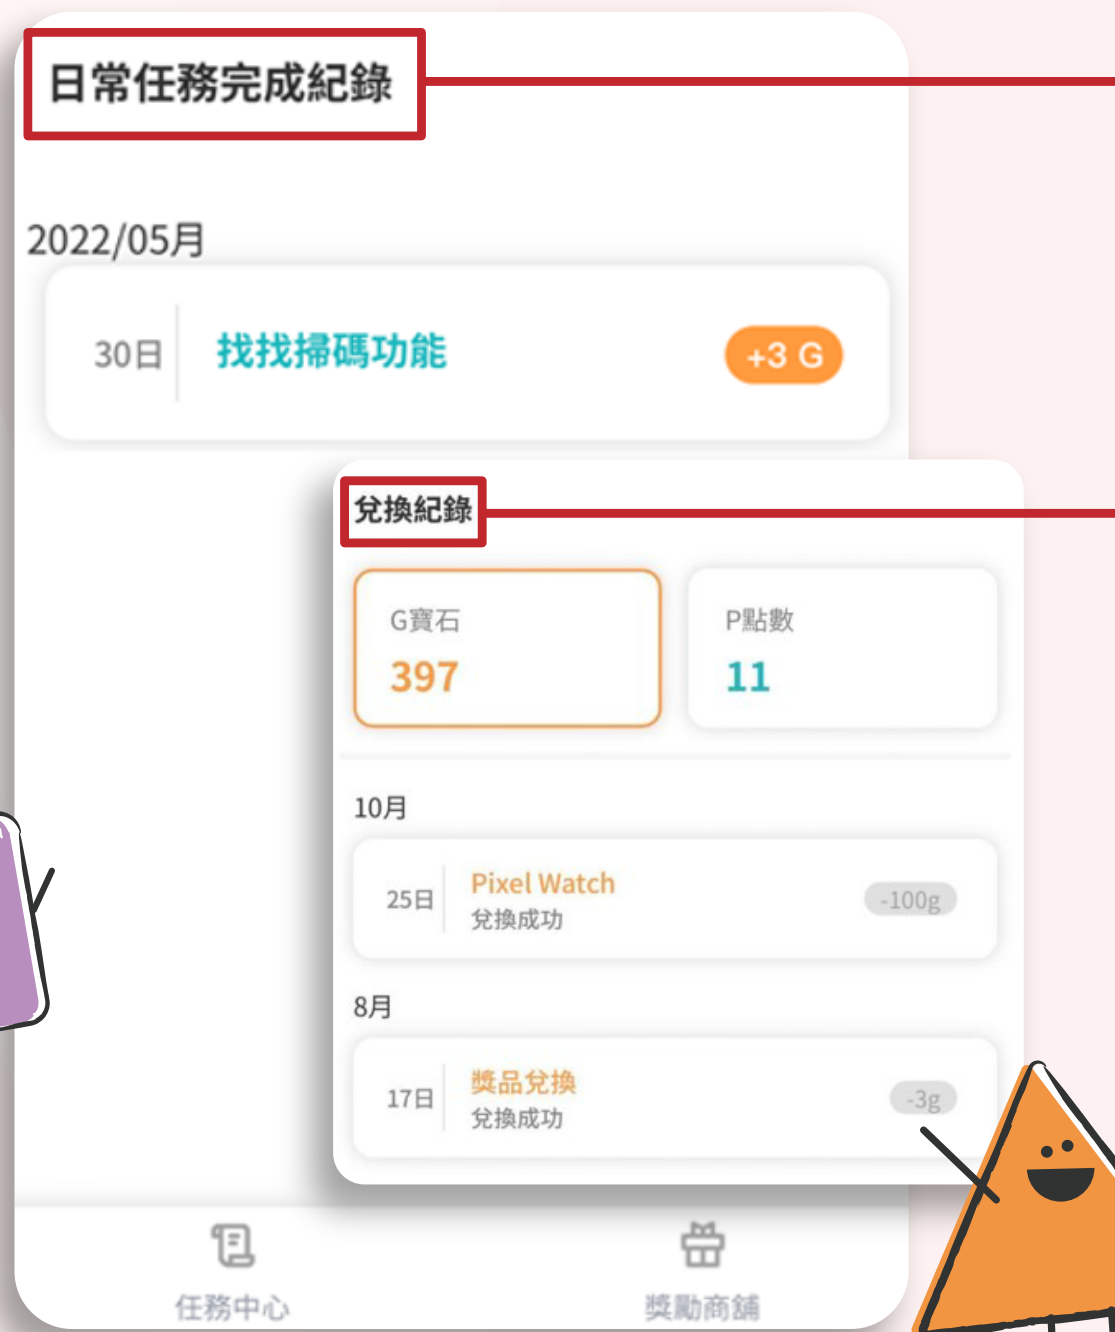 日常任務完成紀錄
2022/05月
30日
找找掃碼功能
+3 G
兌換紀錄
G寶石
397
P點數
11
10月
25日
Pixel Watch
兌換成功
-100g
8月
17日
獎品兌換
兌換成功
-3g
任務中心
獎勵商舖